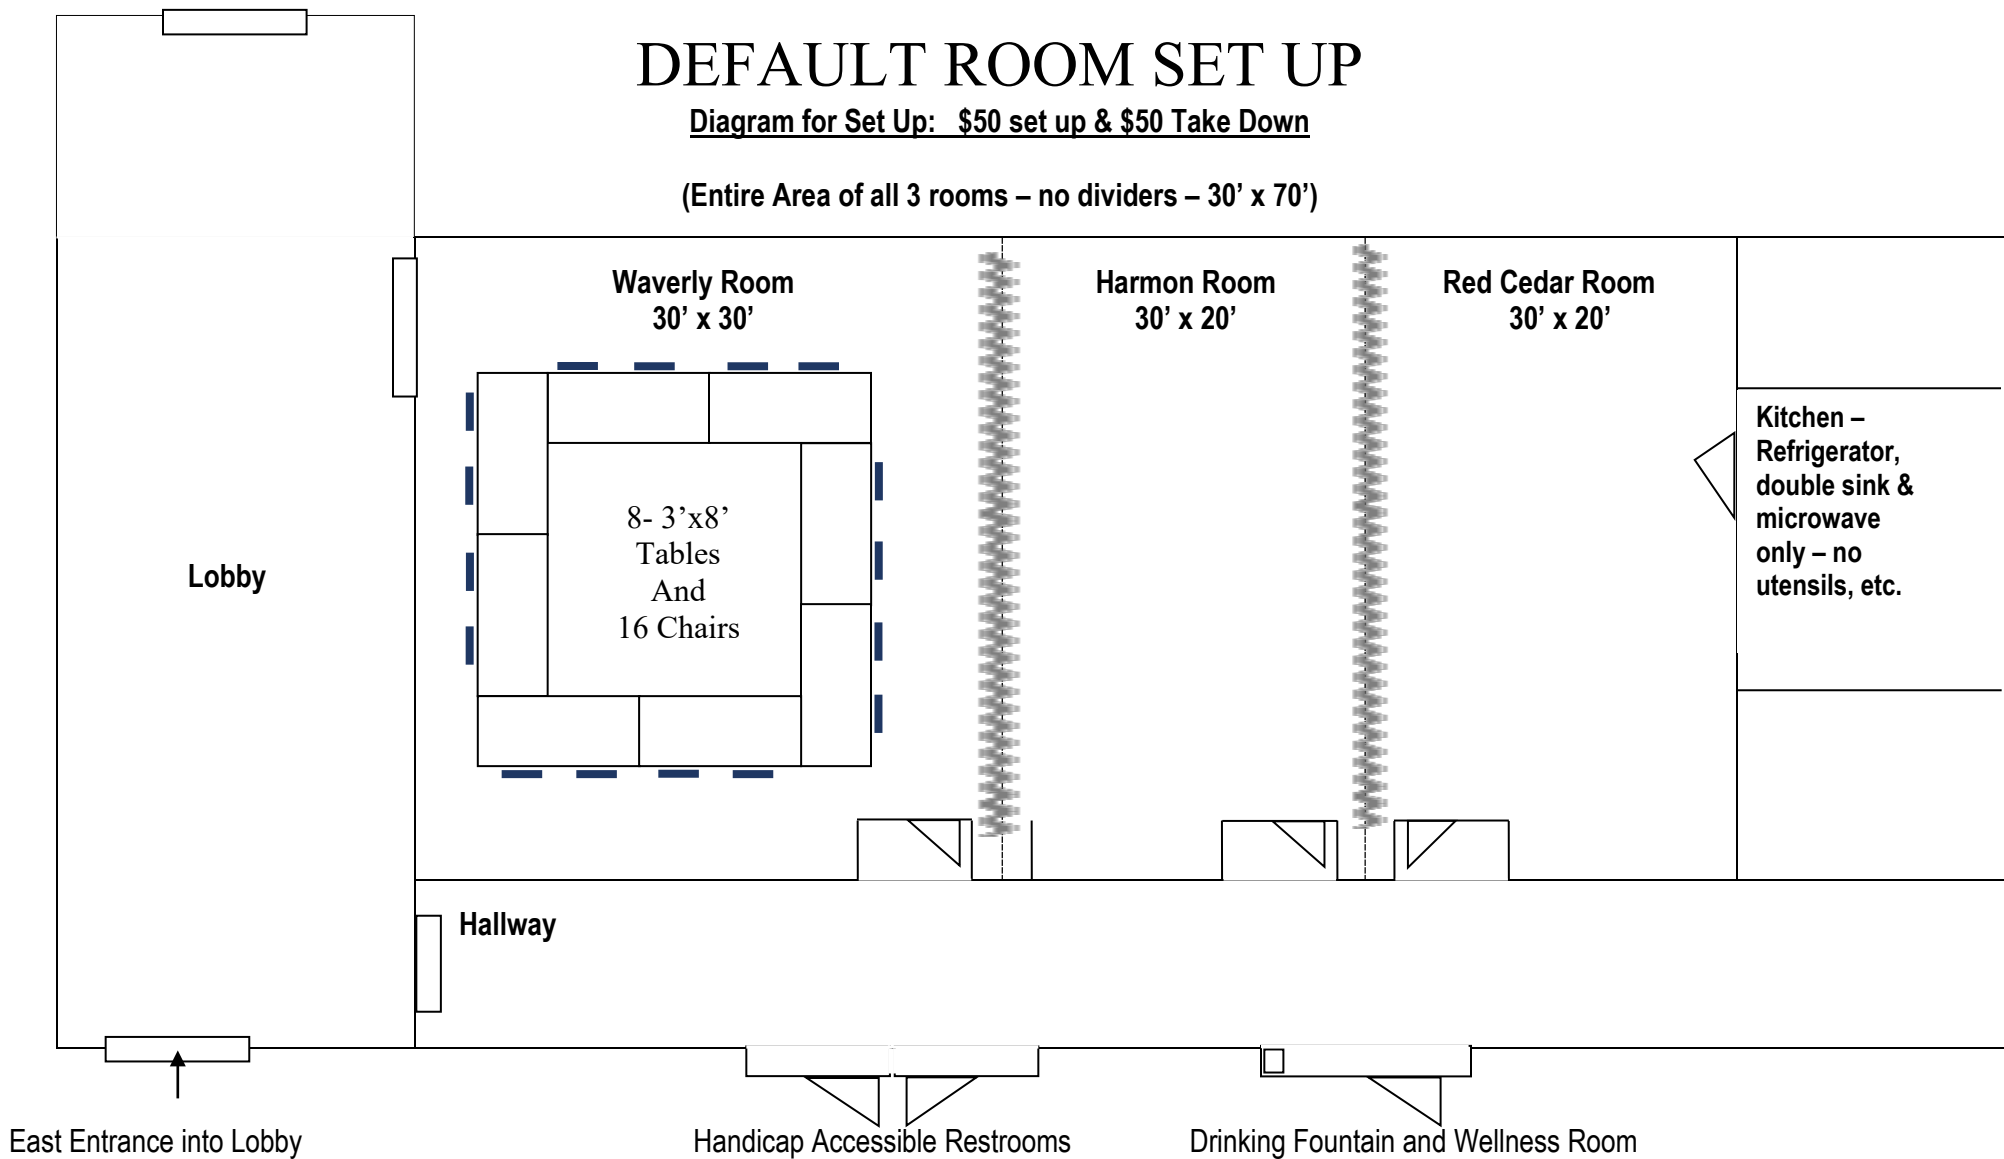 DEFAULT ROOM SET UP
Diagram for Set Up:   $50 set up & $50 Take Down
(Entire Area of all 3 rooms – no dividers – 30’ x 70’)
Waverly Room
30’ x 30’
Harmon Room
30’ x 20’
Red Cedar Room
30’ x 20’
Kitchen –
Refrigerator,
double sink &
microwave
only – no
utensils, etc.
8- 3’x8’
Tables
And
16 Chairs
Lobby
Hallway
East Entrance into Lobby
Handicap Accessible Restrooms
Drinking Fountain and Wellness Room